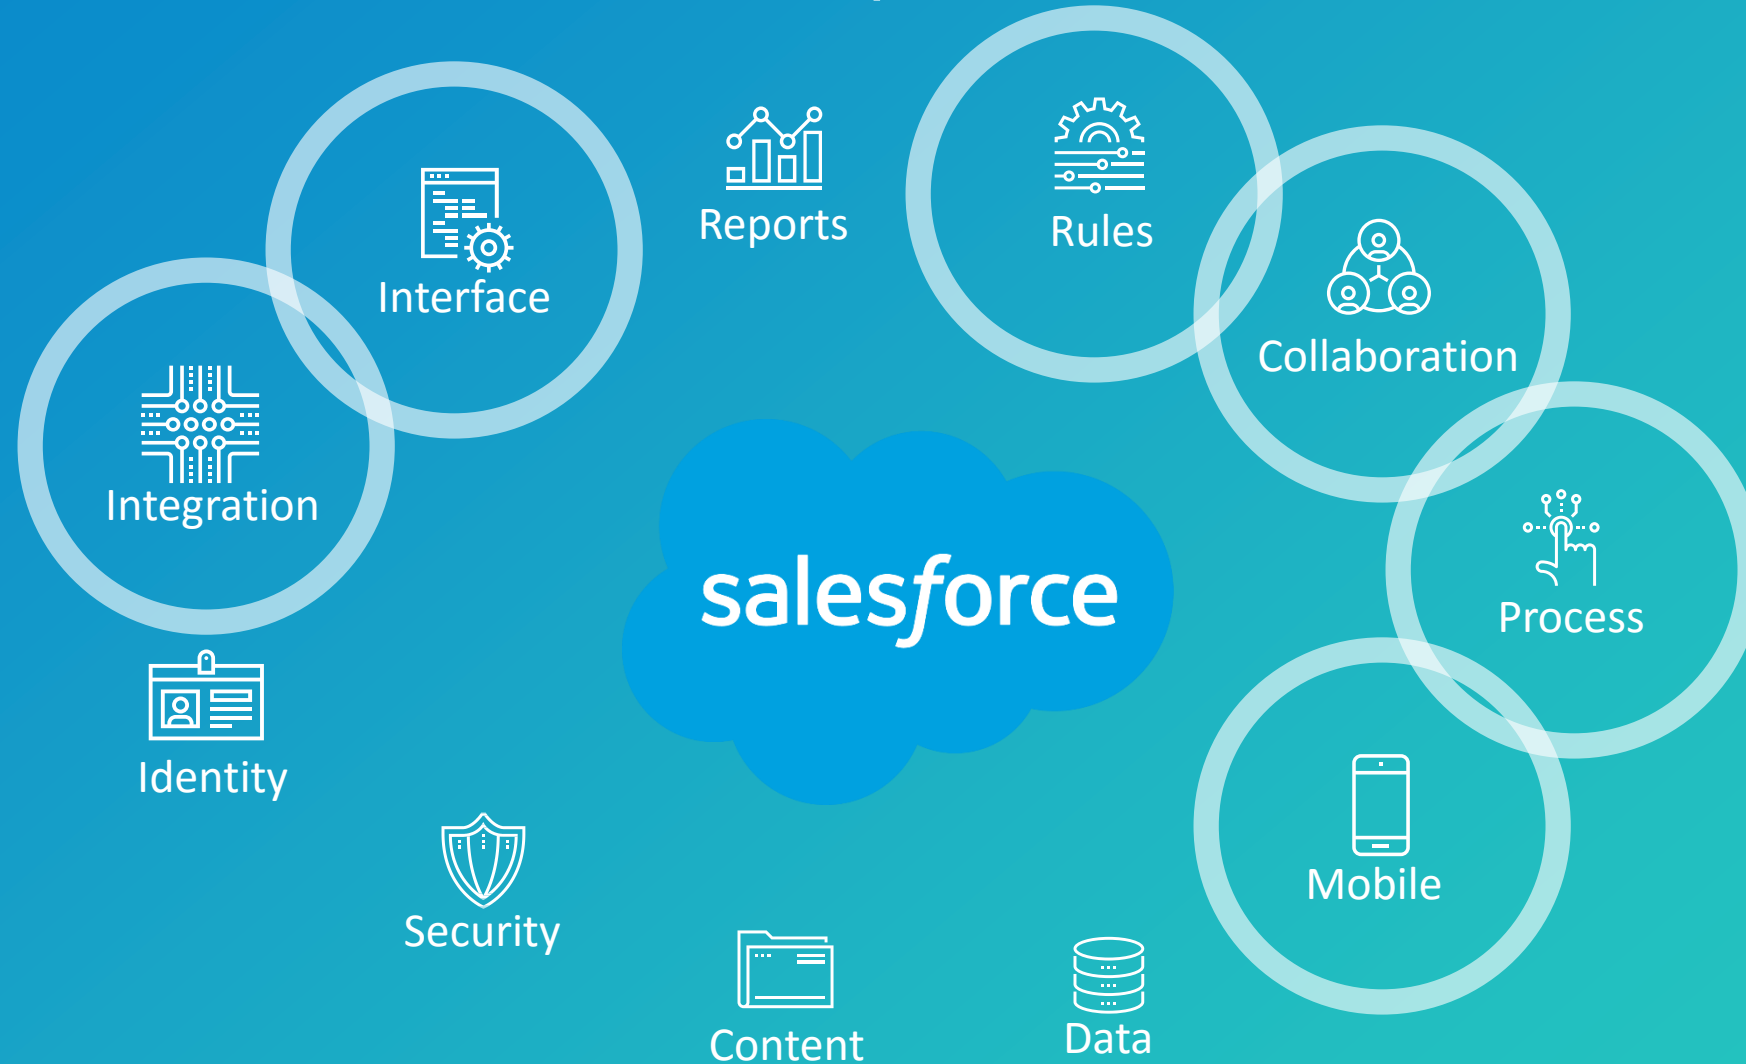 Reports
Rules
Interface
Collaboration
Integration
salesforce
Process
Identity
Mobile
Security
Content
Data